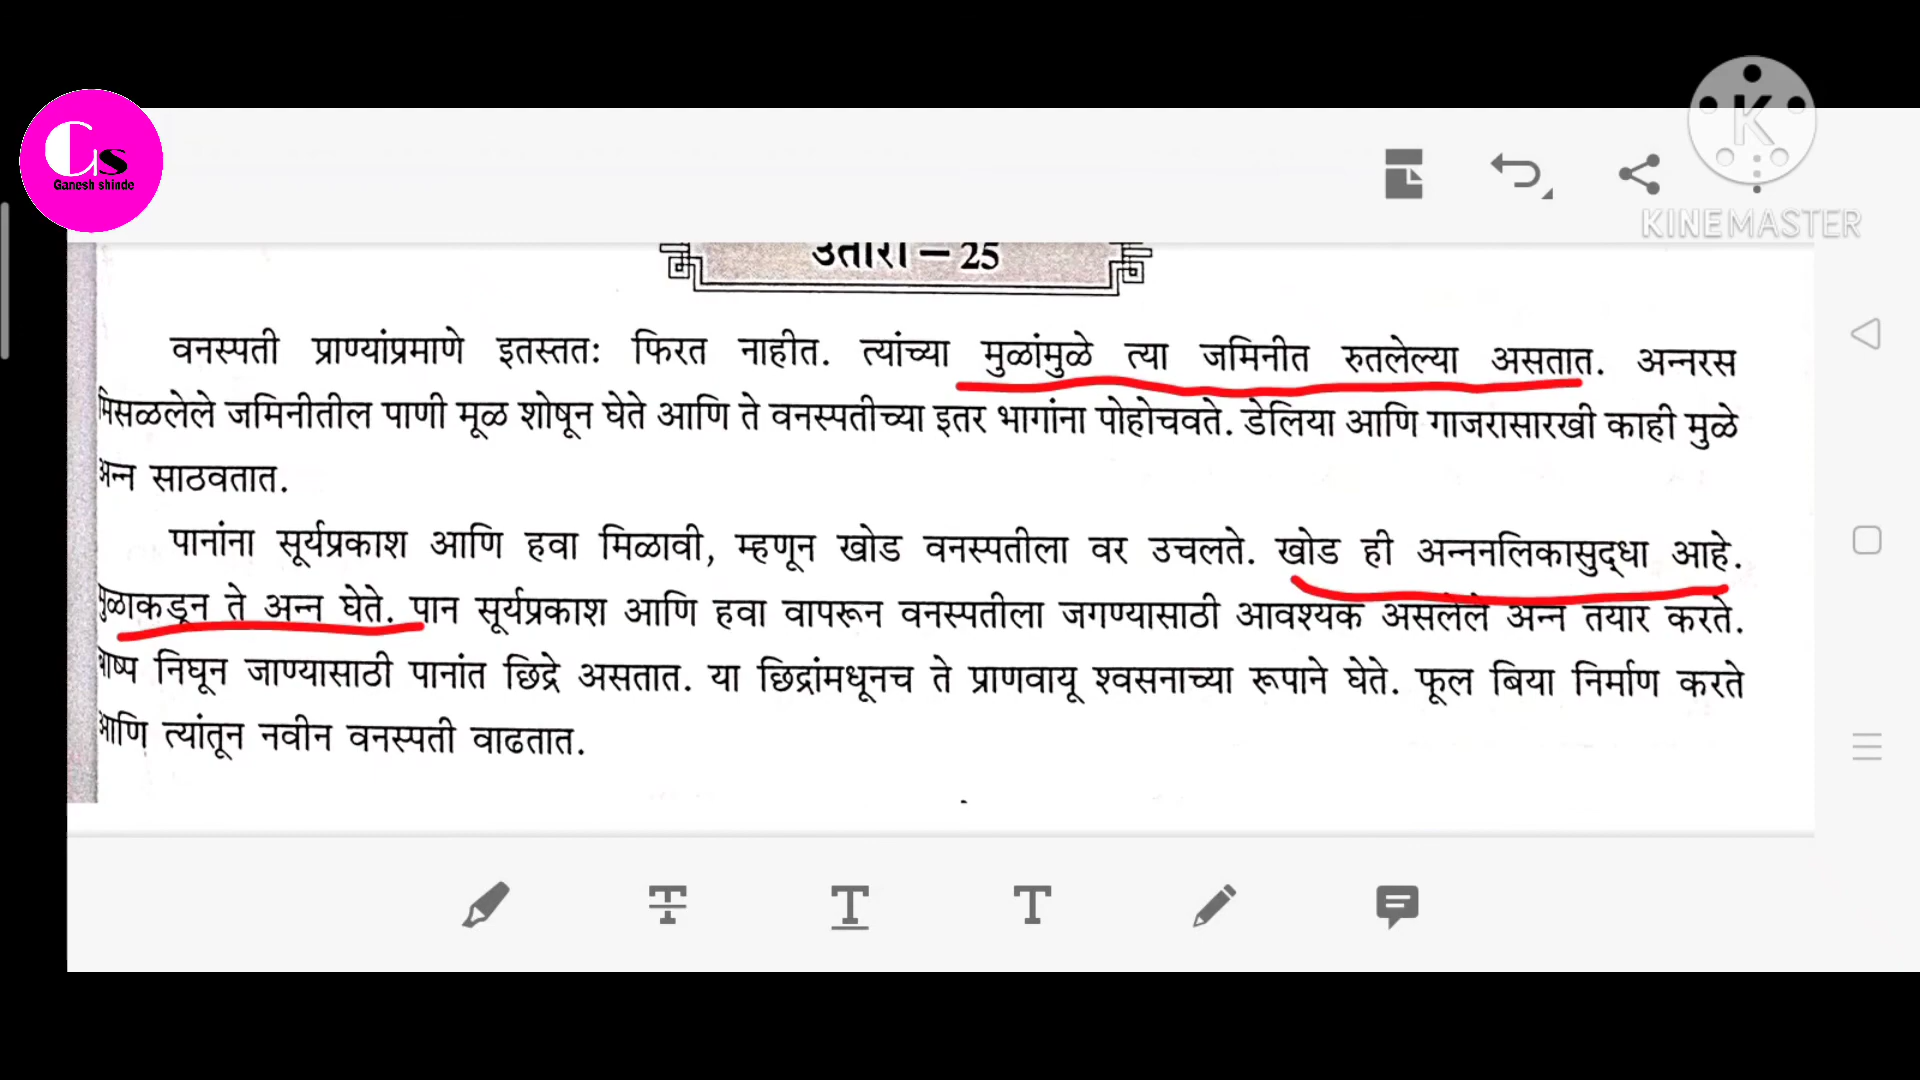 Gs
Ganesh shinde
K
KINEMASTER
उतारा – 25
वनस्पती प्राण्यांप्रमाणे इतस्ततः फिरत नाहीत. त्यांच्या मुळांमुळे त्या जमिनीत रुतलेल्या असतात. अन्नरस
मिसळलेले जमिनीतील पाणी मूळ शोषून घेते आणि ते वनस्पतीच्या इतर भागांना पोहोचवते. डेलिया आणि गाजरासारखी काही मुळे
अन्न साठवतात.
पानांना सूर्यप्रकाश आणि हवा मिळावी, म्हणून खोड वनस्पतीला वर उचलते. खोड ही अन्ननलिकासुद्धा आहे.
मुळाकडून ते अन्न घेते. पान सूर्यप्रकाश आणि हवा वापरून वनस्पतीला जगण्यासाठी आवश्यक असलेले अन्न तयार करते.
बाष्प निघून जाण्यासाठी पानांत छिद्रे असतात. या छिद्रांमधूनच ते प्राणवायू श्वसनाच्या रूपाने घेते. फूल बिया निर्माण करते
आणि त्यांतून नवीन वनस्पती वाढतात.